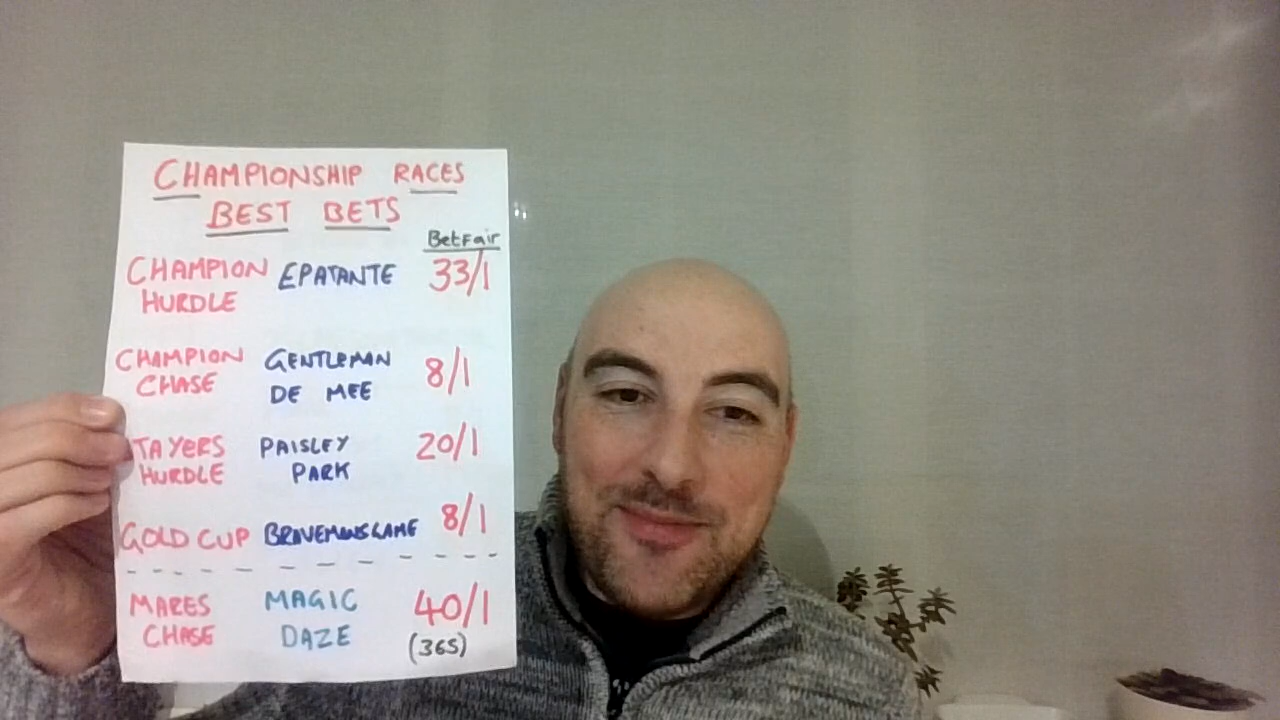 CHAMPIONSHIP RACES
BEST BETS
BetFair
CHAMPION EPATANTE 33/1
HURDLE
CHAMPION GENTLEMAN 8/1
CHASE DE MEE
TAYERS PAISLEY 20/1
HURDLE PARK
GOLD CUP BRAVEMANSGAME 8/1
MARES MAGIC 40/1
CHASE DAZE (365)